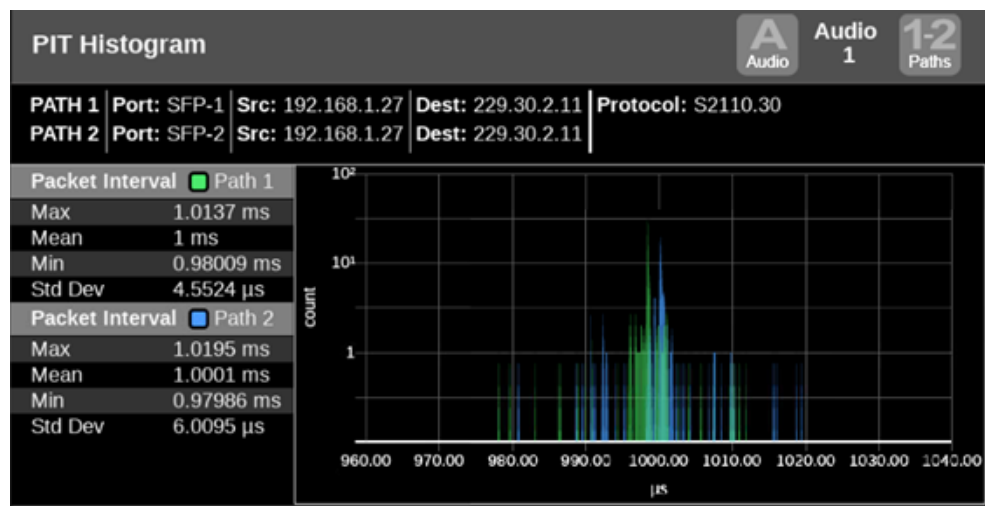 PIT Histogram
A
Audio
Audio
1
1-2
Paths
PATH 1 Port: SFP-1 Src: 192.168.1.27 Dest: 229.30.2.11 Protocol: S2110.30
PATH 2 Port: SFP-2 Src: 192.168.1.27 Dest: 229.30.2.11
Packet Interval Path 1
Max 1.0137 ms
Mean 1 ms
Min 0.98009 ms
Std Dev 4.5524 µs
Packet Interval Path 2
Max 1.0195 ms
Mean 1.0001 ms
Min 0.97986 ms
Std Dev 6.0095 µs
10²
10¹
1
count
960.00 970.00 980.00 990.00 1000.00 1010.00 1020.00 1030.00 1040.00
µs